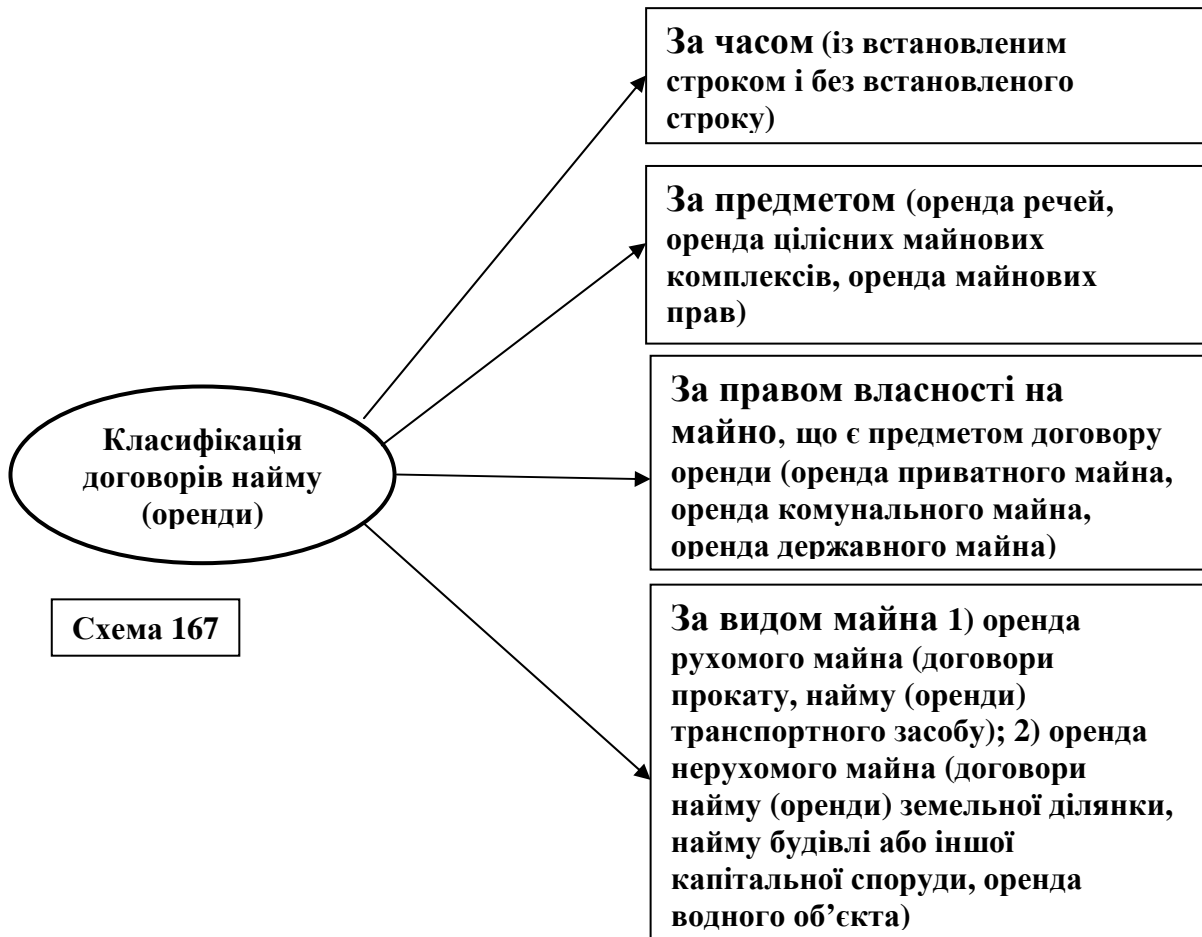 За часом (із встановленим
строком і без встановленого
строку)
За предметом (оренда речей,
оренда цілісних майнових
комплексів, оренда майнових
прав)
За правом власності на
майно, що є предметом договору
оренди (оренда приватного майна,
оренда комунального майна,
оренда державного майна)
Класифікація
договорів найму
(оренди)
Схема 167
За видом майна 1) оренда
рухомого майна (договори
прокату, найму (оренди)
транспортного засобу); 2) оренда
нерухомого майна (договори
найму (оренди) земельної ділянки,
найму будівлі або іншої
капітальної споруди, оренда
водного об’єкта)